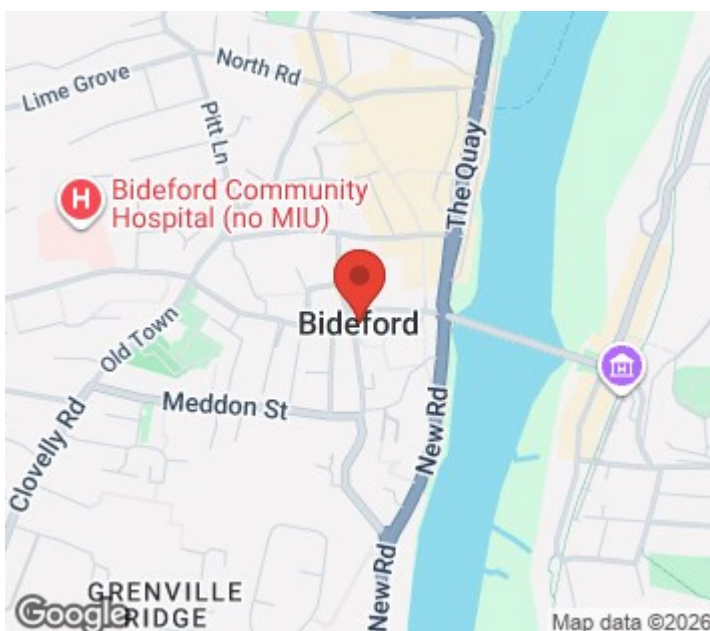 North Rd
Lime Grove
Pitt Ln
The Quay
H
Bideford Community
Hospital (no MIU)
Bideford
Old Town
H
Meddon St
Clovelly Rd
New Rd
New Rd
GRENVILLE
RIDGE
Google
Map data ©2026